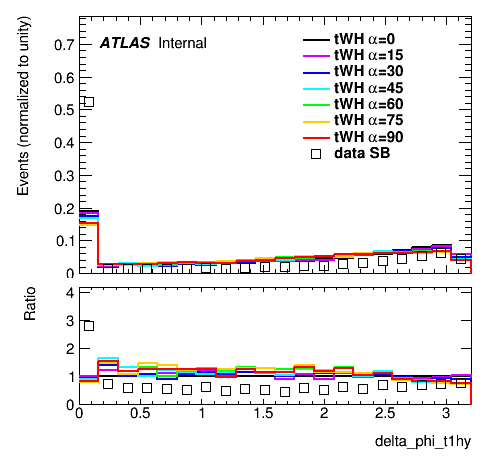 ATLAS Internal
Events (normalized to unity)
0.7
0.6
0.5
0.4
0.3
0.2
0.1
0
tWH α=0
tWH α=15
tWH α=30
tWH α=45
tWH α=60
tWH α=75
tWH α=90
data SB
Ratio
4
3
2
1
0
0 0.5 1 1.5 2 2.5 3
delta_phi_t1hy